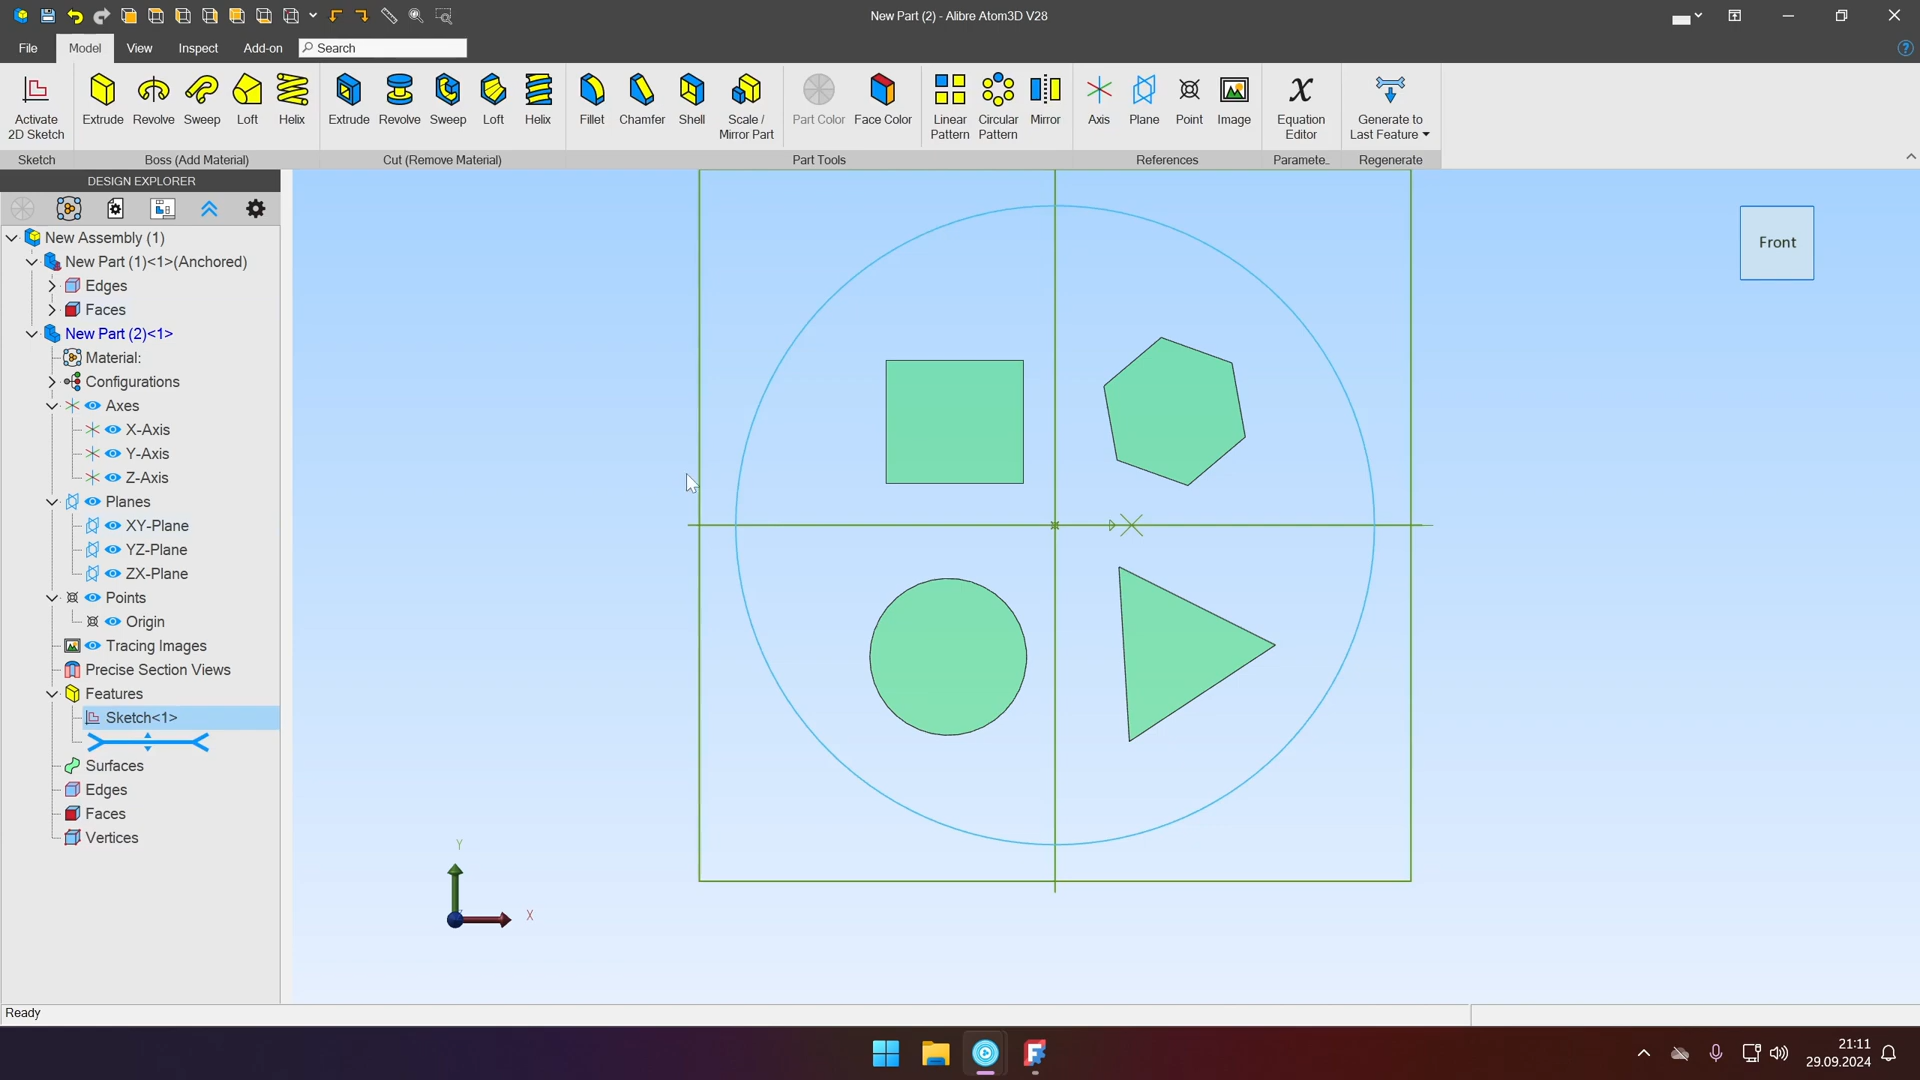 New Part (2) - Alibre Atom3D V28
File Model View Inspect Add-on Search
Activate
2D Sketch
Extrude Revolve Sweep Loft Helix
Extrude Revolve Sweep Loft Helix
Fillet Chamfer Shell
Scale /
Mirror Part
Part Color Face Color
Linear
Pattern
Circular
Pattern
Mirror
Axis Plane Point Image
Equation
Editor
Generate to
Last Feature
Sketch Boss (Add Material) Cut (Remove Material) Part Tools References Paramete.. Regenerate
DESIGN EXPLORER
New Assembly (1)
New Part (1)<1>(Anchored)
Edges
Faces
New Part (2)<1>
Material:
Configurations
Axes
X-Axis
Y-Axis
Z-Axis
Planes
XY-Plane
YZ-Plane
ZX-Plane
Points
Origin
Tracing Images
Precise Section Views
Features
Sketch<1>
Surfaces
Edges
Faces
Vertices
Front
Y
X
Ready
21:11
29.09.2024